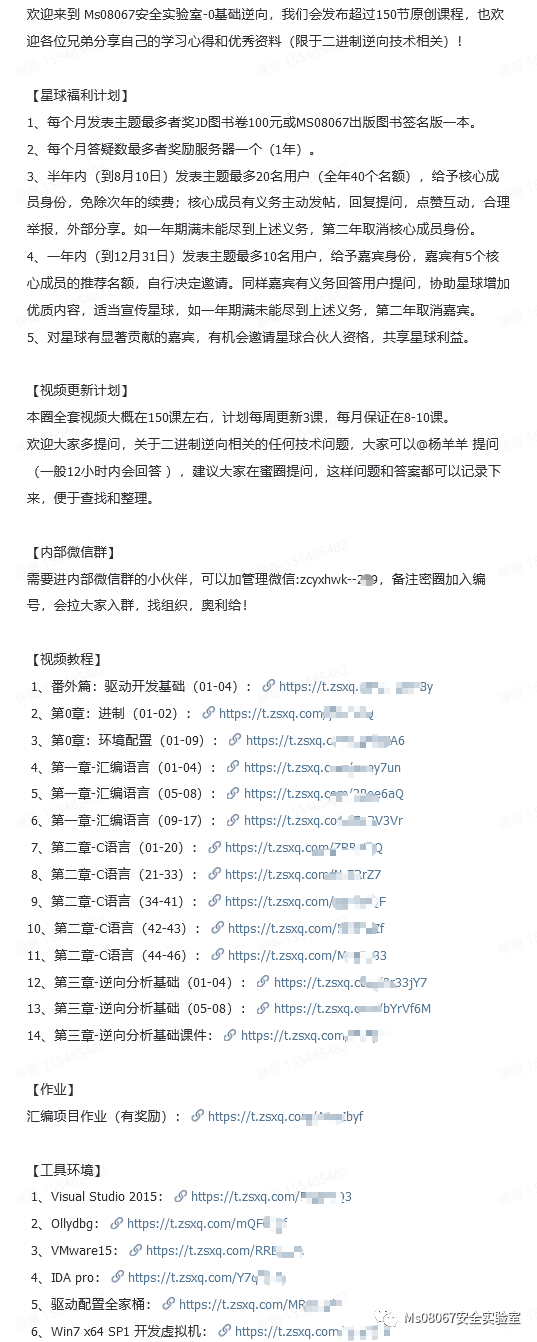 欢迎来到 Ms08067安全实验室-0基础逆向，我们会发布超过150节原创课程，也欢
迎各位兄弟分享自己的学习心得和优秀资料（限于二进制逆向技术相关）！
【星球福利计划】
1、每个月发表主题最多者奖JD图书卷100元或MS08067出版图书签名版一本。
2、每个月答疑数最多者奖励服务器一个（1年）。
3、半年内（到8月10日）发表主题最多20名用户（全年40个名额），给予核心成
员身份，免除次年的续费；核心成员有义务主动发帖，回复提问，点赞互动，合理
举报，外部分享。如一年期满未能尽到上述义务，第二年取消核心成员身份。
4、一年内（到12月31日）发表主题最多10名用户，给予嘉宾身份，嘉宾有5个核
心成员的推荐名额，自行决定邀请。同样嘉宾有义务回答用户提问，协助星球增加
优质内容，适当宣传星球，如一年期满未能尽到上述义务，第二年取消嘉宾。
5、对星球有显著贡献的嘉宾，有机会邀请星球合伙人资格，共享星球利益。
【视频更新计划】
本圈全套视频大概在150课左右，计划每周更新3课，每月保证在8-10课。
欢迎大家多提问，关于二进制逆向相关的任何技术问题，大家可以@杨羊羊 提问
（一般12小时内会回答 ），建议大家在蜜圈提问，这样问题和答案都可以记录下
来，便于查找和整理。
【内部微信群】
需要进内部微信群的小伙伴，可以加管理微信:zcyxhwk--2 9，备注密圈加入编
号，会拉大家入群，找组织，奥利给！
【视频教程】
1、番外篇：驱动开发基础（01-04）： https://t.zsxq. 3y
2、第0章：进制（01-02）： https://t.zsxq.com/ Q
3、第0章：环境配置（01-09）： https://t.zsxq.c A6
4、第一章-汇编语言（01-04）： https://t.zsxq.c y7un
5、第一章-汇编语言（05-08）： https://t.zsxq.com/ e6aQ
6、第一章-汇编语言（09-17）： https://t.zsxq.co V3Vr
7、第二章-C语言（01-20）： https://t.zsxq.com/ Q
8、第二章-C语言（21-33）： https://t.zsxq.com/ rZ7
9、第二章-C语言（34-41）： https://t.zsxq.com/ F
10、第二章-C语言（42-43）： https://t.zsxq.com/ f
11、第二章-C语言（44-46）： https://t.zsxq.com/M 3
12、第三章-逆向分析基础（01-04）： https://t.zsxq.c r33jY7
13、第三章-逆向分析基础（05-08）： https://t.zsxq.c /bYrVf6M
14、第三章-逆向分析基础课件： https://t.zsxq.com
【作业】
汇编项目作业（有奖励）： https://t.zsxq.co byf
【工具环境】
1、Visual Studio 2015： https://t.zsxq.com/ Q3
2、Ollydbg： https://t.zsxq.com/mQF f
3、VMware15： https://t.zsxq.com/RRE
4、IDA pro： https://t.zsxq.com/Y7q
5、驱动配置全家桶： https://t.zsxq.com/MR
6、Win7 x64 SP1 开发虚拟机： https://t.zsxq.com/
Ms08067安全实验室